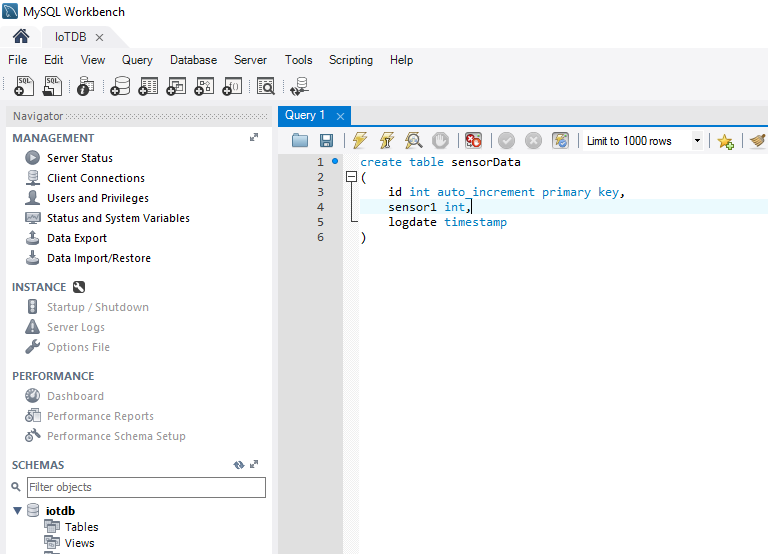 MySQL Workbench
IoTDB
File Edit View Query Database Server Tools Scripting Help
Navigator
MANAGEMENT
Server Status
Client Connections
Users and Privileges
Status and System Variables
Data Export
Data Import/Restore
INSTANCE
Startup / Shutdown
Server Logs
Options File
PERFORMANCE
Dashboard
Performance Reports
Performance Schema Setup
SCHEMAS
Filter objects
iotdb
Tables
Views
Query 1
Limit to 1000 rows
1 create table sensorData
2 (
3 id int auto_increment primary key,
4 sensor1 int,
5 logdate timestamp
6 )